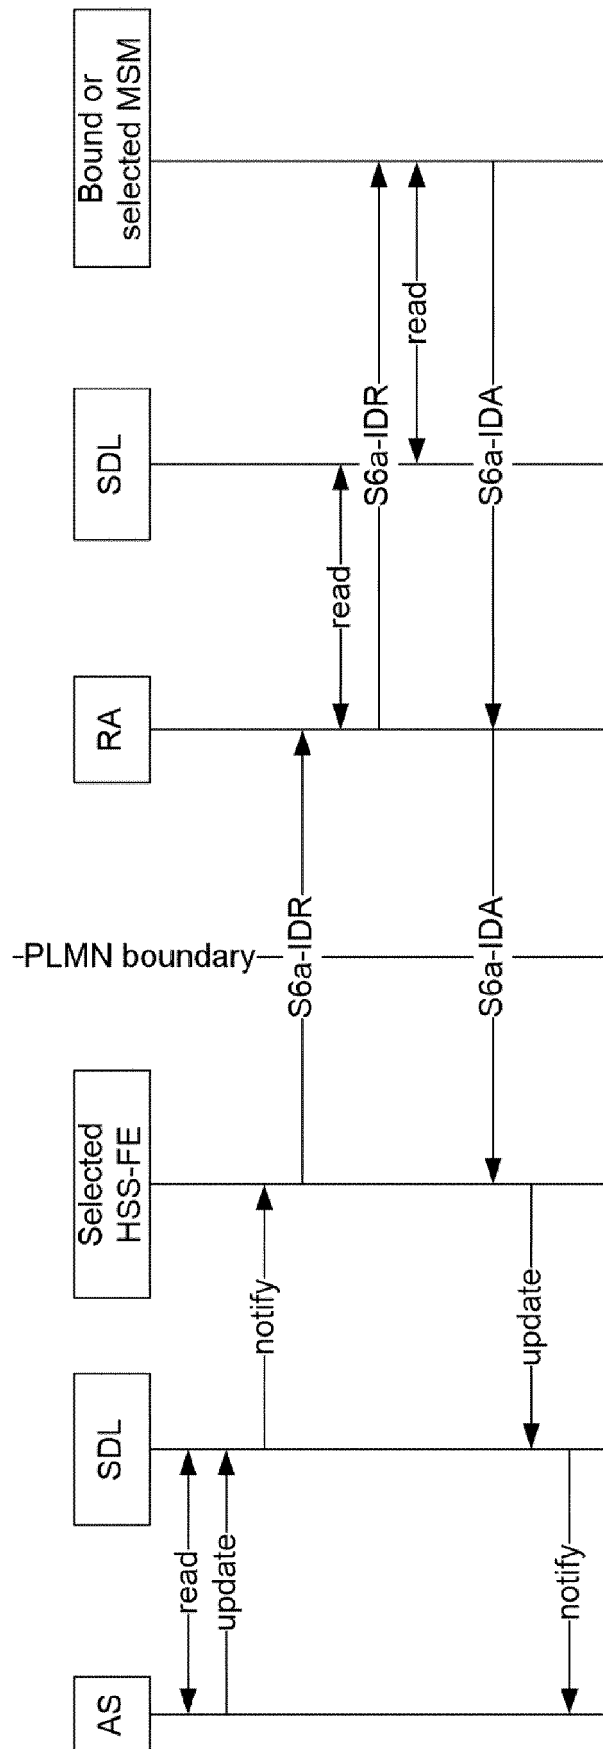 AS
SDL
Selected
HSS-FE
PLMN boundary
RA
SDL
Bound or
selected MSM
read
update
notify
S6a-IDR
read
S6a-IDR
read
S6a-IDA
S6a-IDA
update
notify